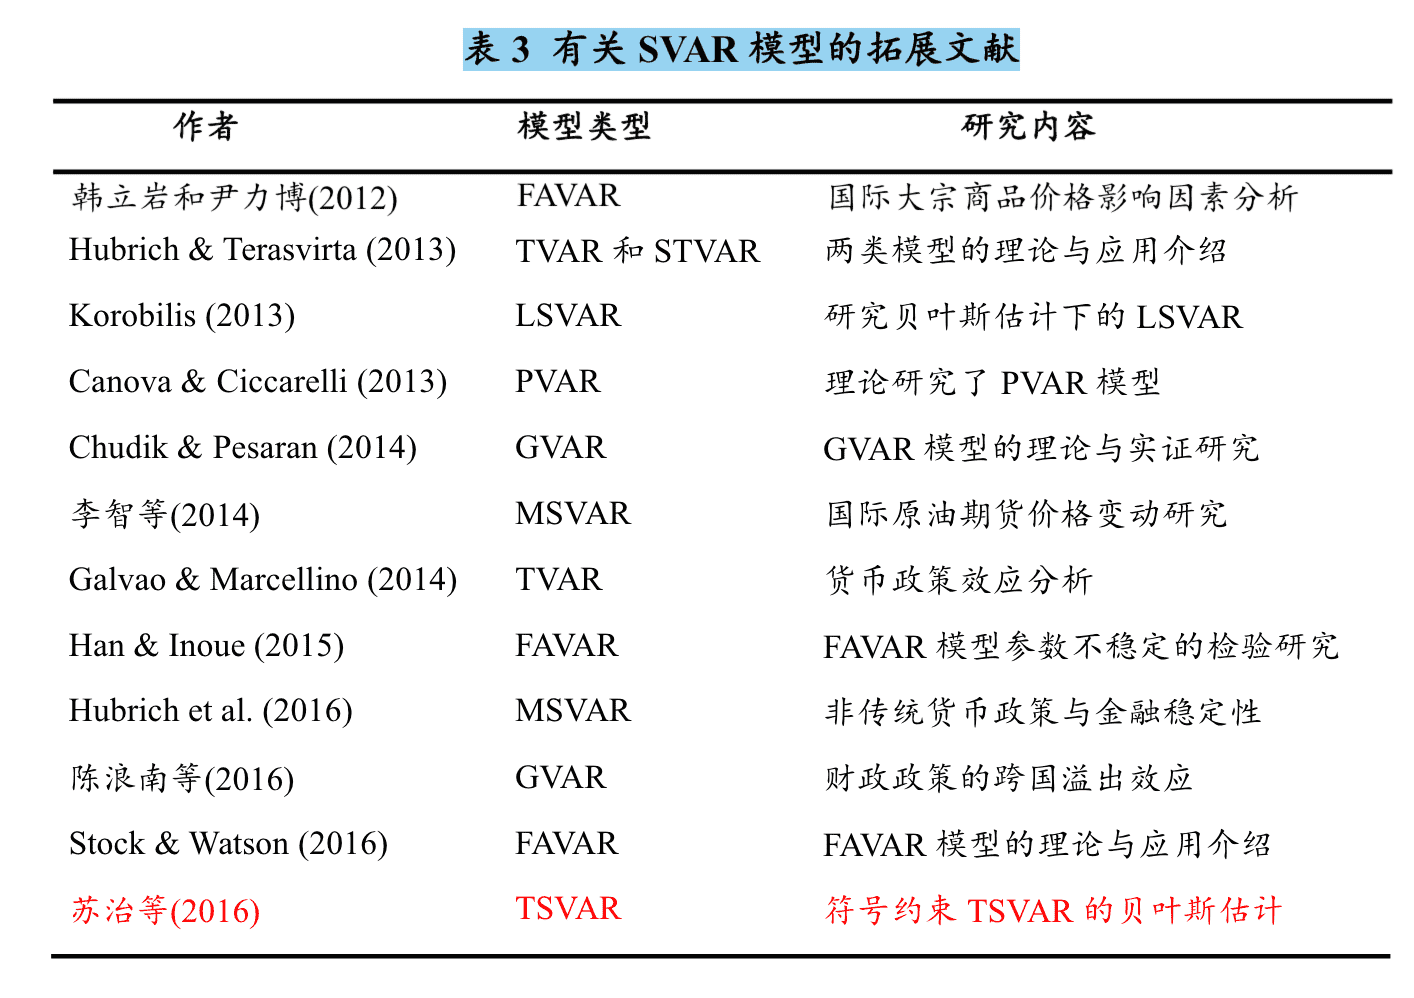 表 3 有关 SVAR 模型的拓展文献
作者 模型类型 研究内容
韩立岩和尹力博(2012) FAVAR 国际大宗商品价格影响因素分析
Hubrich & Terasvirta (2013) TVAR 和 STVAR 两类模型的理论与应用介绍
Korobilis (2013) LSVAR 研究贝叶斯估计下的 LSVAR
Canova & Ciccarelli (2013) PVAR 理论研究了 PVAR 模型
Chudik & Pesaran (2014) GVAR GVAR 模型的理论与实证研究
李智等(2014) MSVAR 国际原油期货价格变动研究
Galvao & Marcellino (2014) TVAR 货币政策效应分析
Han & Inoue (2015) FAVAR FAVAR 模型参数不稳定的检验研究
Hubrich et al. (2016) MSVAR 非传统货币政策与金融稳定性
陈浪南等(2016) GVAR 财政政策的跨国溢出效应
Stock & Watson (2016) FAVAR FAVAR 模型的理论与应用介绍
苏治等(2016) TSVAR 符号约束 TSVAR 的贝叶斯估计